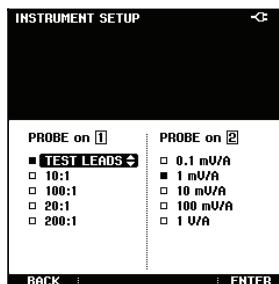 INSTRUMENT SETUP
PROBE on 1
TEST LEADS
10:1
100:1
20:1
200:1
PROBE on 2
0.1 mV/A
1 mV/A
10 mV/A
100 mV/A
1 V/A
BACK
ENTER